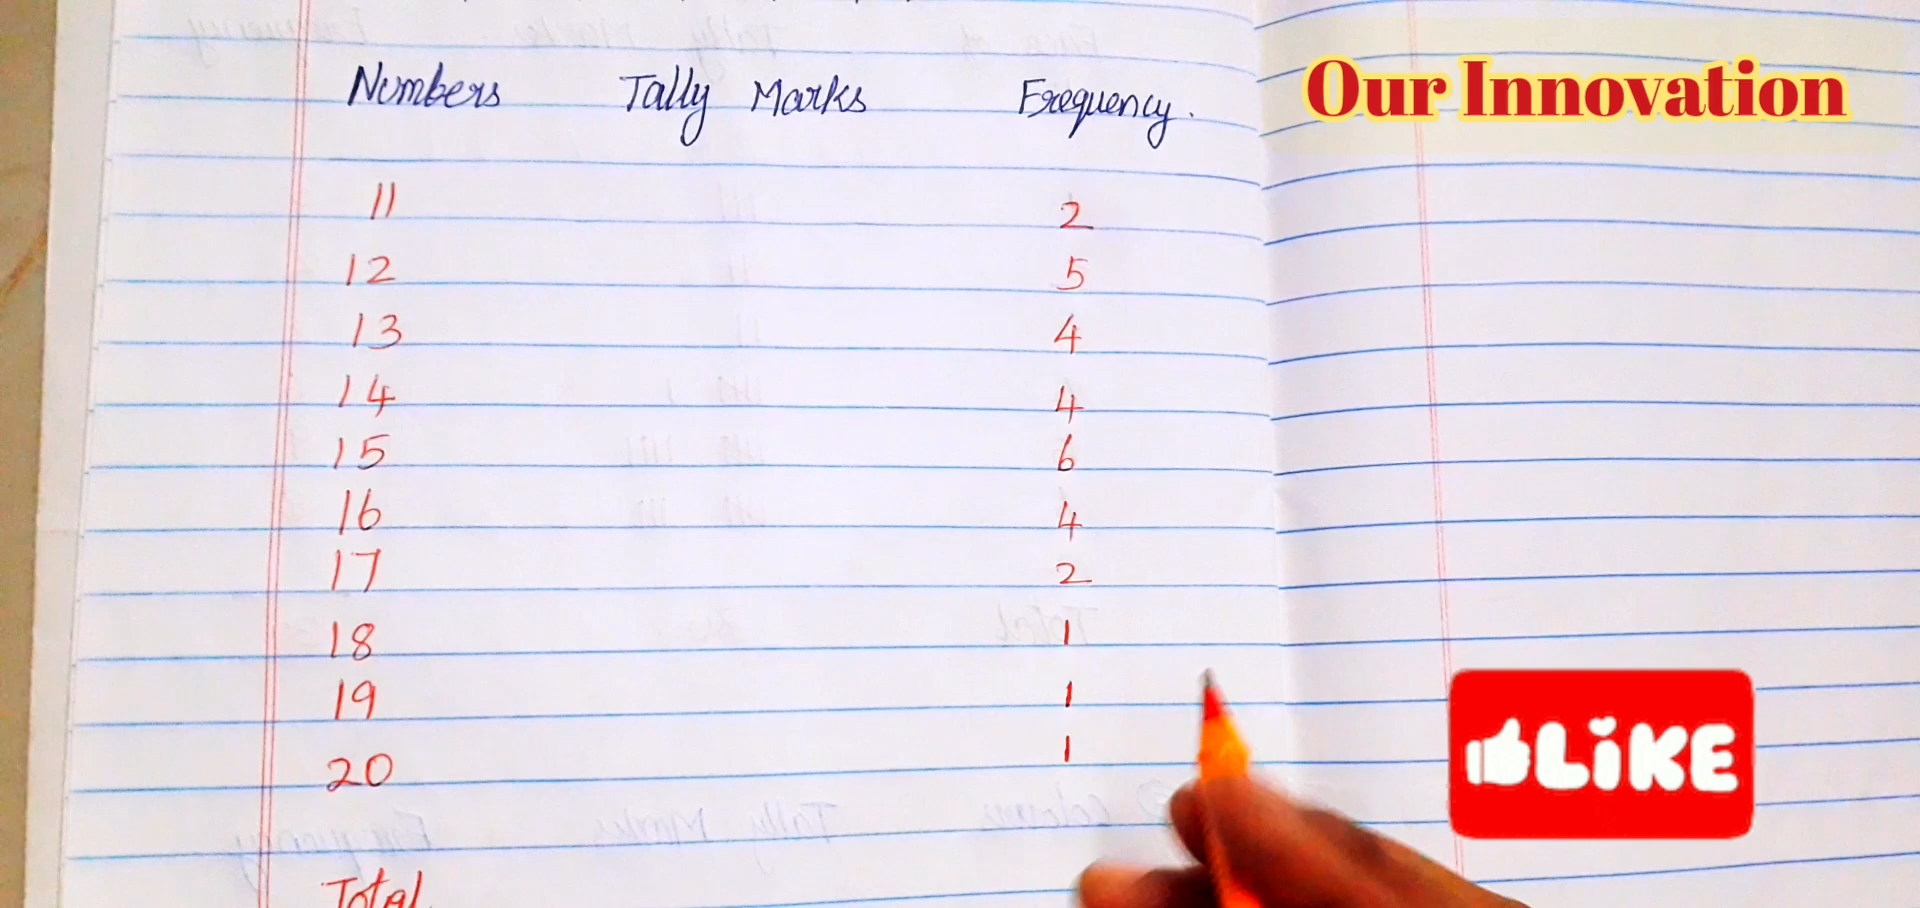 Numbers Tally Marks Frequency.
Our Innovation
11 2
12 5
13 4
14 4
15 6
16 4
17 2
18 1
19 1
20 1
LiKE
Total